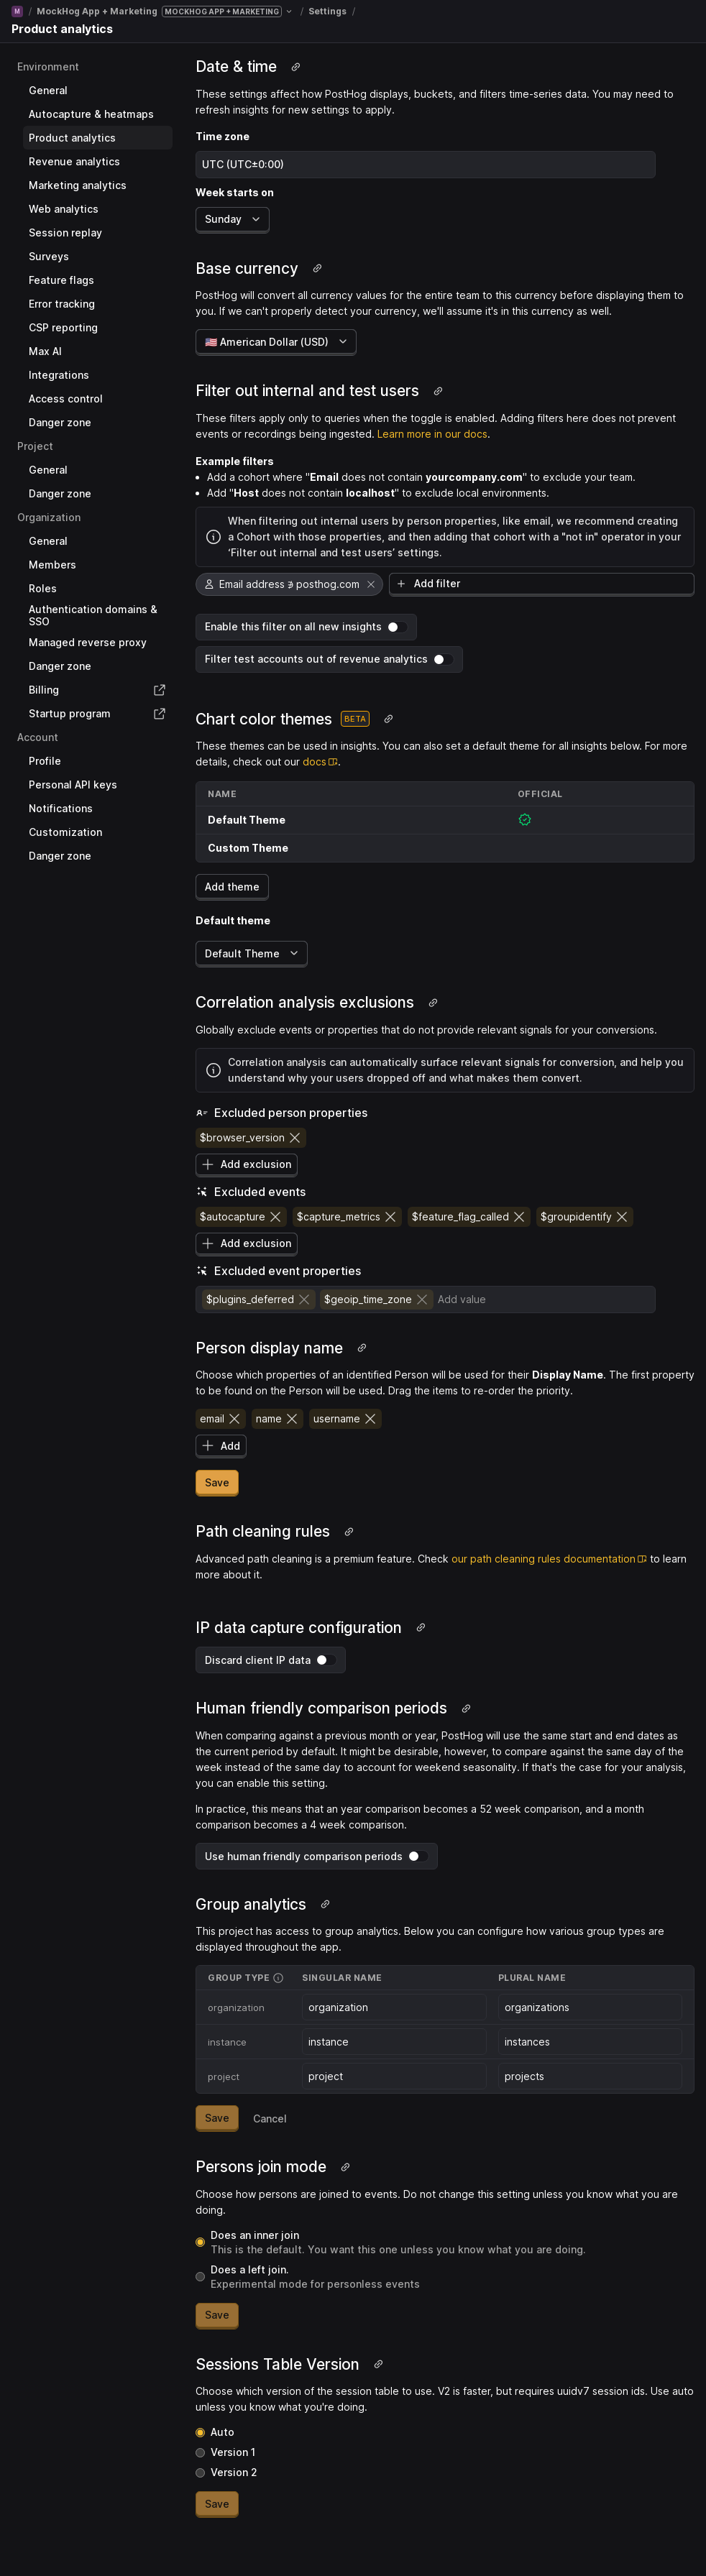 M / MockHog App + Marketing MOCKHOG APP + MARKETING / Settings /
Product analytics
Environment
General
Autocapture & heatmaps
Product analytics
Revenue analytics
Marketing analytics
Web analytics
Session replay
Surveys
Feature flags
Error tracking
CSP reporting
Max AI
Integrations
Access control
Danger zone
Project
General
Danger zone
Organization
General
Members
Roles
Authentication domains &
SSO
Managed reverse proxy
Danger zone
Billing
Startup program
Account
Profile
Personal API keys
Notifications
Customization
Danger zone
Date & time
These settings affect how PostHog displays, buckets, and filters time-series data. You may need to
refresh insights for new settings to apply.
Time zone
UTC (UTC±0:00)
Week starts on
Sunday
Base currency
PostHog will convert all currency values for the entire team to this currency before displaying them to
you. If we can't properly detect your currency, we'll assume it's in this currency as well.
🇺🇸 American Dollar (USD)
Filter out internal and test users
These filters apply only to queries when the toggle is enabled. Adding filters here does not prevent
events or recordings being ingested. Learn more in our docs.
Example filters
• Add a cohort where "Email does not contain yourcompany.com" to exclude your team.
• Add "Host does not contain localhost" to exclude local environments.
When filtering out internal users by person properties, like email, we recommend creating
a Cohort with those properties, and then adding that cohort with a "not in" operator in your
‘Filter out internal and test users’ settings.
Email address ∌ posthog.com
Add filter
Enable this filter on all new insights
Filter test accounts out of revenue analytics
Chart color themes BETA
These themes can be used in insights. You can also set a default theme for all insights below. For more
details, check out our docs.
NAME OFFICIAL
Default Theme
Custom Theme
Add theme
Default theme
Default Theme
Correlation analysis exclusions
Globally exclude events or properties that do not provide relevant signals for your conversions.
Correlation analysis can automatically surface relevant signals for conversion, and help you
understand why your users dropped off and what makes them convert.
Excluded person properties
$browser_version
Add exclusion
Excluded events
$autocapture $capture_metrics $feature_flag_called $groupidentify
Add exclusion
Excluded event properties
$plugins_deferred $geoip_time_zone Add value
Person display name
Choose which properties of an identified Person will be used for their Display Name. The first property
to be found on the Person will be used. Drag the items to re-order the priority.
email name username
Add
Save
Path cleaning rules
Advanced path cleaning is a premium feature. Check our path cleaning rules documentation to learn
more about it.
IP data capture configuration
Discard client IP data
Human friendly comparison periods
When comparing against a previous month or year, PostHog will use the same start and end dates as
the current period by default. It might be desirable, however, to compare against the same day of the
week instead of the same day to account for weekend seasonality. If that's the case for your analysis,
you can enable this setting.
In practice, this means that an year comparison becomes a 52 week comparison, and a month
comparison becomes a 4 week comparison.
Use human friendly comparison periods
Group analytics
This project has access to group analytics. Below you can configure how various group types are
displayed throughout the app.
GROUP TYPE SINGULAR NAME PLURAL NAME
organization organization organizations
instance instance instances
project project projects
Save Cancel
Persons join mode
Choose how persons are joined to events. Do not change this setting unless you know what you are
doing.
Does an inner join
This is the default. You want this one unless you know what you are doing.
Does a left join.
Experimental mode for personless events
Save
Sessions Table Version
Choose which version of the session table to use. V2 is faster, but requires uuidv7 session ids. Use auto
unless you know what you're doing.
Auto
Version 1
Version 2
Save